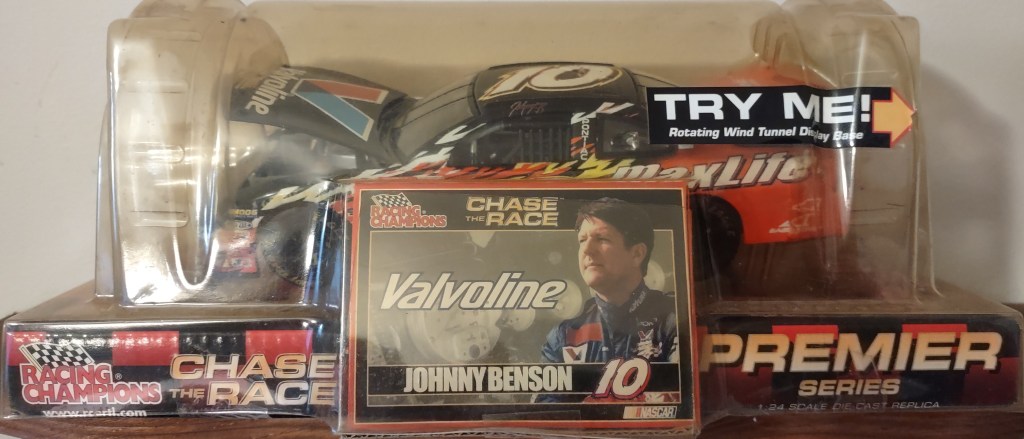 Valvoline
10
TRY ME!
Rotating Wind Tunnel Display Base
MaxLife
RACING
CHAMPIONS
CHASE
THE RACE
Valvoline
JOHNNY BENSON
10
NASCAR
RACING
CHAMPIONS
www.rcertl.com
CHASE
THE RACE
PREMIER
SERIES
1:24 SCALE DIE CAST REPLICA